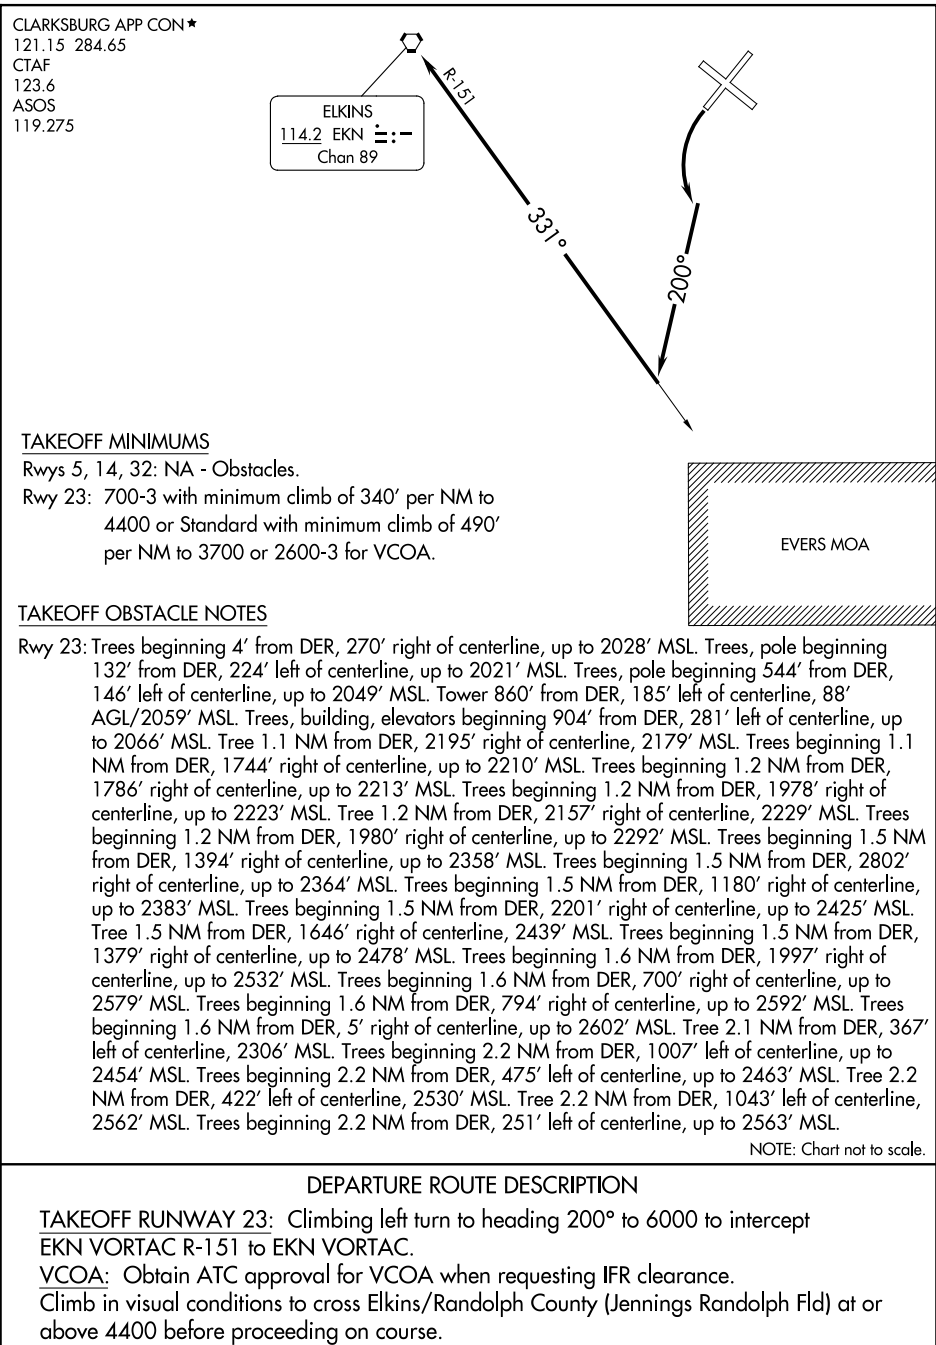 CLARKSBURG APP CON ★
121.15 284.65
CTAF
123.6
ASOS
119.275
ELKINS
114.2 EKN
Chan 89
R-151
331°
200°
TAKEOFF MINIMUMS
Rwys 5, 14, 32: NA - Obstacles.
Rwy 23: 700-3 with minimum climb of 340′ per NM to
4400 or Standard with minimum climb of 490′
per NM to 3700 or 2600-3 for VCOA.
EVERS MOA
TAKEOFF OBSTACLE NOTES
Rwy 23: Trees beginning 4′ from DER, 270′ right of centerline, up to 2028′ MSL. Trees, pole beginning
132′ from DER, 224′ left of centerline, up to 2021′ MSL. Trees, pole beginning 544′ from DER,
146′ left of centerline, up to 2049′ MSL. Tower 860′ from DER, 185′ left of centerline, 88′
AGL/2059′ MSL. Trees, building, elevators beginning 904′ from DER, 281′ left of centerline, up
to 2066′ MSL. Tree 1.1 NM from DER, 2195′ right of centerline, 2179′ MSL. Trees beginning 1.1
NM from DER, 1744′ right of centerline, up to 2210′ MSL. Trees beginning 1.2 NM from DER,
1786′ right of centerline, up to 2213′ MSL. Trees beginning 1.2 NM from DER, 1978′ right of
centerline, up to 2223′ MSL. Tree 1.2 NM from DER, 2157′ right of centerline, 2229′ MSL. Trees
beginning 1.2 NM from DER, 1980′ right of centerline, up to 2292′ MSL. Trees beginning 1.5 NM
from DER, 1394′ right of centerline, up to 2358′ MSL. Trees beginning 1.5 NM from DER, 2802′
right of centerline, up to 2364′ MSL. Trees beginning 1.5 NM from DER, 1180′ right of centerline,
up to 2383′ MSL. Trees beginning 1.5 NM from DER, 2201′ right of centerline, up to 2425′ MSL.
Tree 1.5 NM from DER, 1646′ right of centerline, 2439′ MSL. Trees beginning 1.5 NM from DER,
1379′ right of centerline, up to 2478′ MSL. Trees beginning 1.6 NM from DER, 1997′ right of
centerline, up to 2532′ MSL. Trees beginning 1.6 NM from DER, 700′ right of centerline, up to
2579′ MSL. Trees beginning 1.6 NM from DER, 794′ right of centerline, up to 2592′ MSL. Trees
beginning 1.6 NM from DER, 5′ right of centerline, up to 2602′ MSL. Tree 2.1 NM from DER, 367′
left of centerline, 2306′ MSL. Trees beginning 2.2 NM from DER, 1007′ left of centerline, up to
2454′ MSL. Trees beginning 2.2 NM from DER, 475′ left of centerline, up to 2463′ MSL. Tree 2.2
NM from DER, 422′ left of centerline, 2530′ MSL. Tree 2.2 NM from DER, 1043′ left of centerline,
2562′ MSL. Trees beginning 2.2 NM from DER, 251′ left of centerline, up to 2563′ MSL.
NOTE: Chart not to scale.
DEPARTURE ROUTE DESCRIPTION
TAKEOFF RUNWAY 23: Climbing left turn to heading 200° to 6000 to intercept
EKN VORTAC R-151 to EKN VORTAC.
VCOA: Obtain ATC approval for VCOA when requesting IFR clearance.
Climb in visual conditions to cross Elkins/Randolph County (Jennings Randolph Fld) at or
above 4400 before proceeding on course.